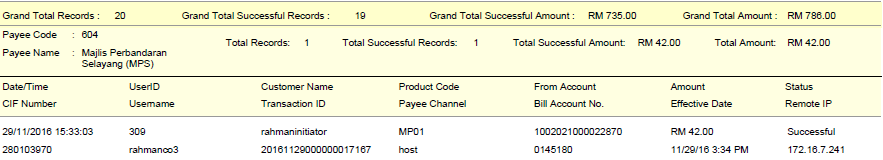 Grand Total Records : 20 Grand Total Successful Records : 19 Grand Total Successful Amount : RM 735.00 Grand Total Amount : RM 786.00
Payee Code : 604
Total Records: 1 Total Successful Records: 1 Total Successful Amount: RM 42.00 Total Amount: RM 42.00
Payee Name : Majlis Perbandaran
Selayang (MPS)
Date/Time UserID Customer Name Product Code From Account Amount Status
CIF Number Username Transaction ID Payee Channel Bill Account No. Effective Date Remote IP
29/11/2016 15:33:03 309 rahmaninitiator MP01 1002021000022870 RM 42.00 Successful
280103970 rahmanco3 20161129000000017167 host 0145180 11/29/16 3:34 PM 172.16.7.241